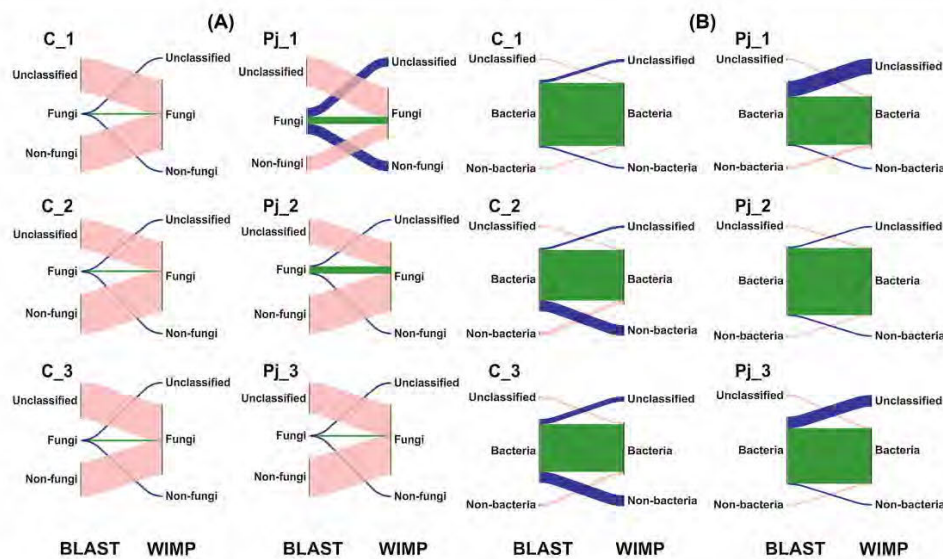 (A) (B)
C_1 Pj_1 C_1 Pj_1
Unclassified Unclassified
Fungi Fungi
Non-fungi Non-fungi
Unclassified Unclassified
Fungi Fungi
Non-fungi Non-fungi
Unclassified Unclassified
Bacteria Bacteria
Non-bacteria Non-bacteria
Unclassified Unclassified
Bacteria Bacteria
Non-bacteria Non-bacteria
C_2 Pj_2 C_2 Pj_2
Unclassified Unclassified
Fungi Fungi
Non-fungi Non-fungi
Unclassified Unclassified
Fungi Fungi
Non-fungi Non-fungi
Unclassified Unclassified
Bacteria Bacteria
Non-bacteria Non-bacteria
Unclassified Unclassified
Bacteria Bacteria
Non-bacteria Non-bacteria
C_3 Pj_3 C_3 Pj_3
Unclassified Unclassified
Fungi Fungi
Non-fungi Non-fungi
Unclassified Unclassified
Fungi Fungi
Non-fungi Non-fungi
Unclassified Unclassified
Bacteria Bacteria
Non-bacteria Non-bacteria
Unclassified Unclassified
Bacteria Bacteria
Non-bacteria Non-bacteria
BLAST WIMP BLAST WIMP BLAST WIMP BLAST WIMP